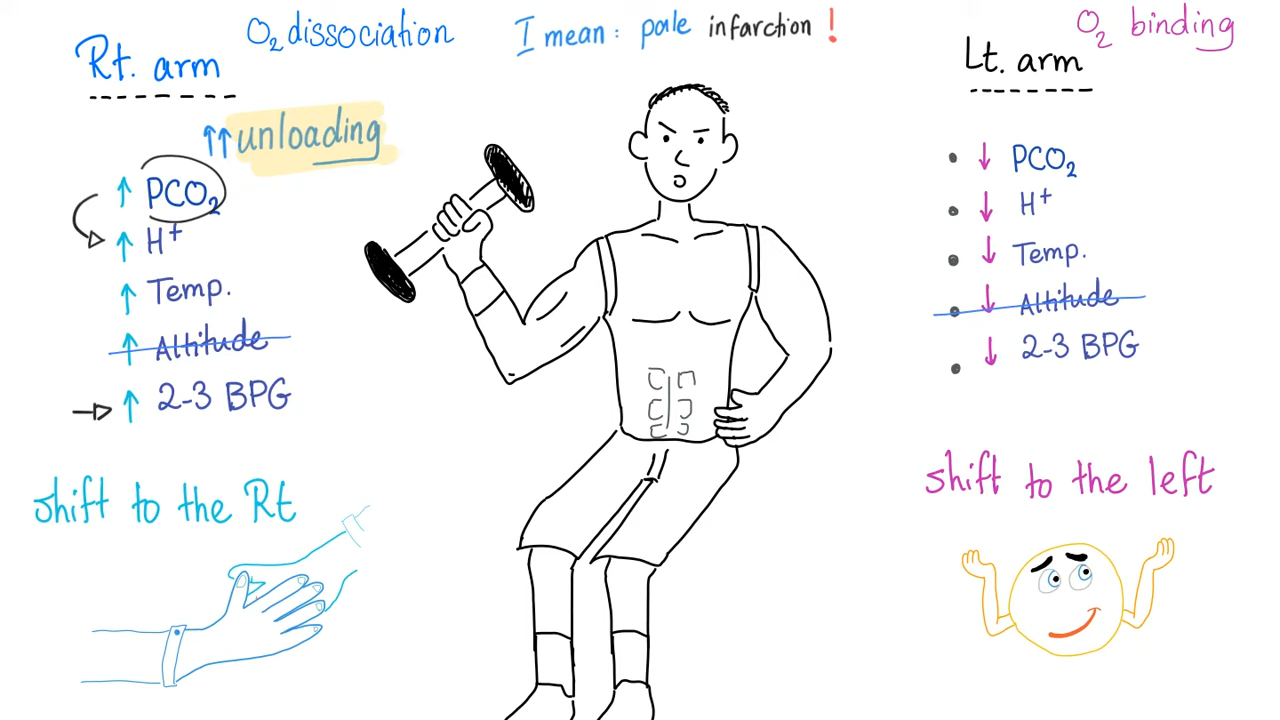 O₂ dissociation
I mean: pale infarction!
O₂ binding
Rt. arm
Lt. arm
↑↑ unloading
↑ PCO₂
↑ H⁺
↑ Temp.
↑ Altitude
→ ↑ 2-3 BPG
shift to the Rt
• ↓ PCO₂
• ↓ H⁺
• ↓ Temp.
• ↓ Altitude
• ↓ 2-3 BPG
shift to the left